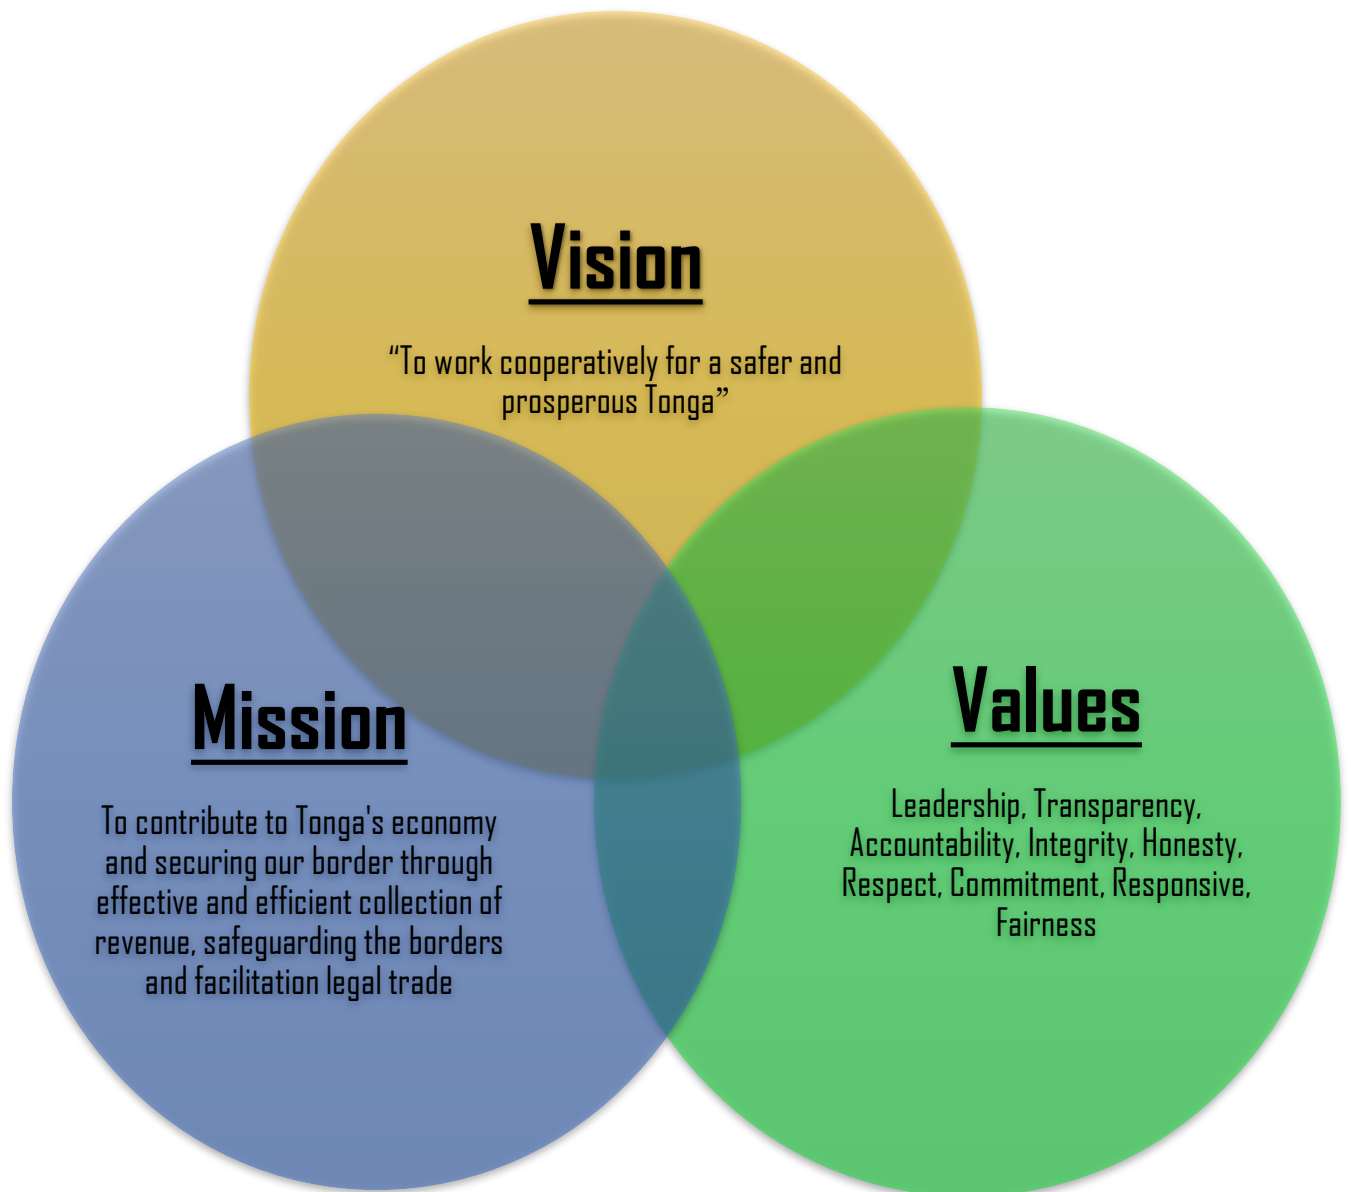 Vision
“To work cooperatively for a safer and
prosperous Tonga”
Mission
To contribute to Tonga's economy
and securing our border through
effective and efficient collection of
revenue, safeguarding the borders
and facilitation legal trade
Values
Leadership, Transparency,
Accountability, Integrity, Honesty,
Respect, Commitment, Responsive,
Fairness